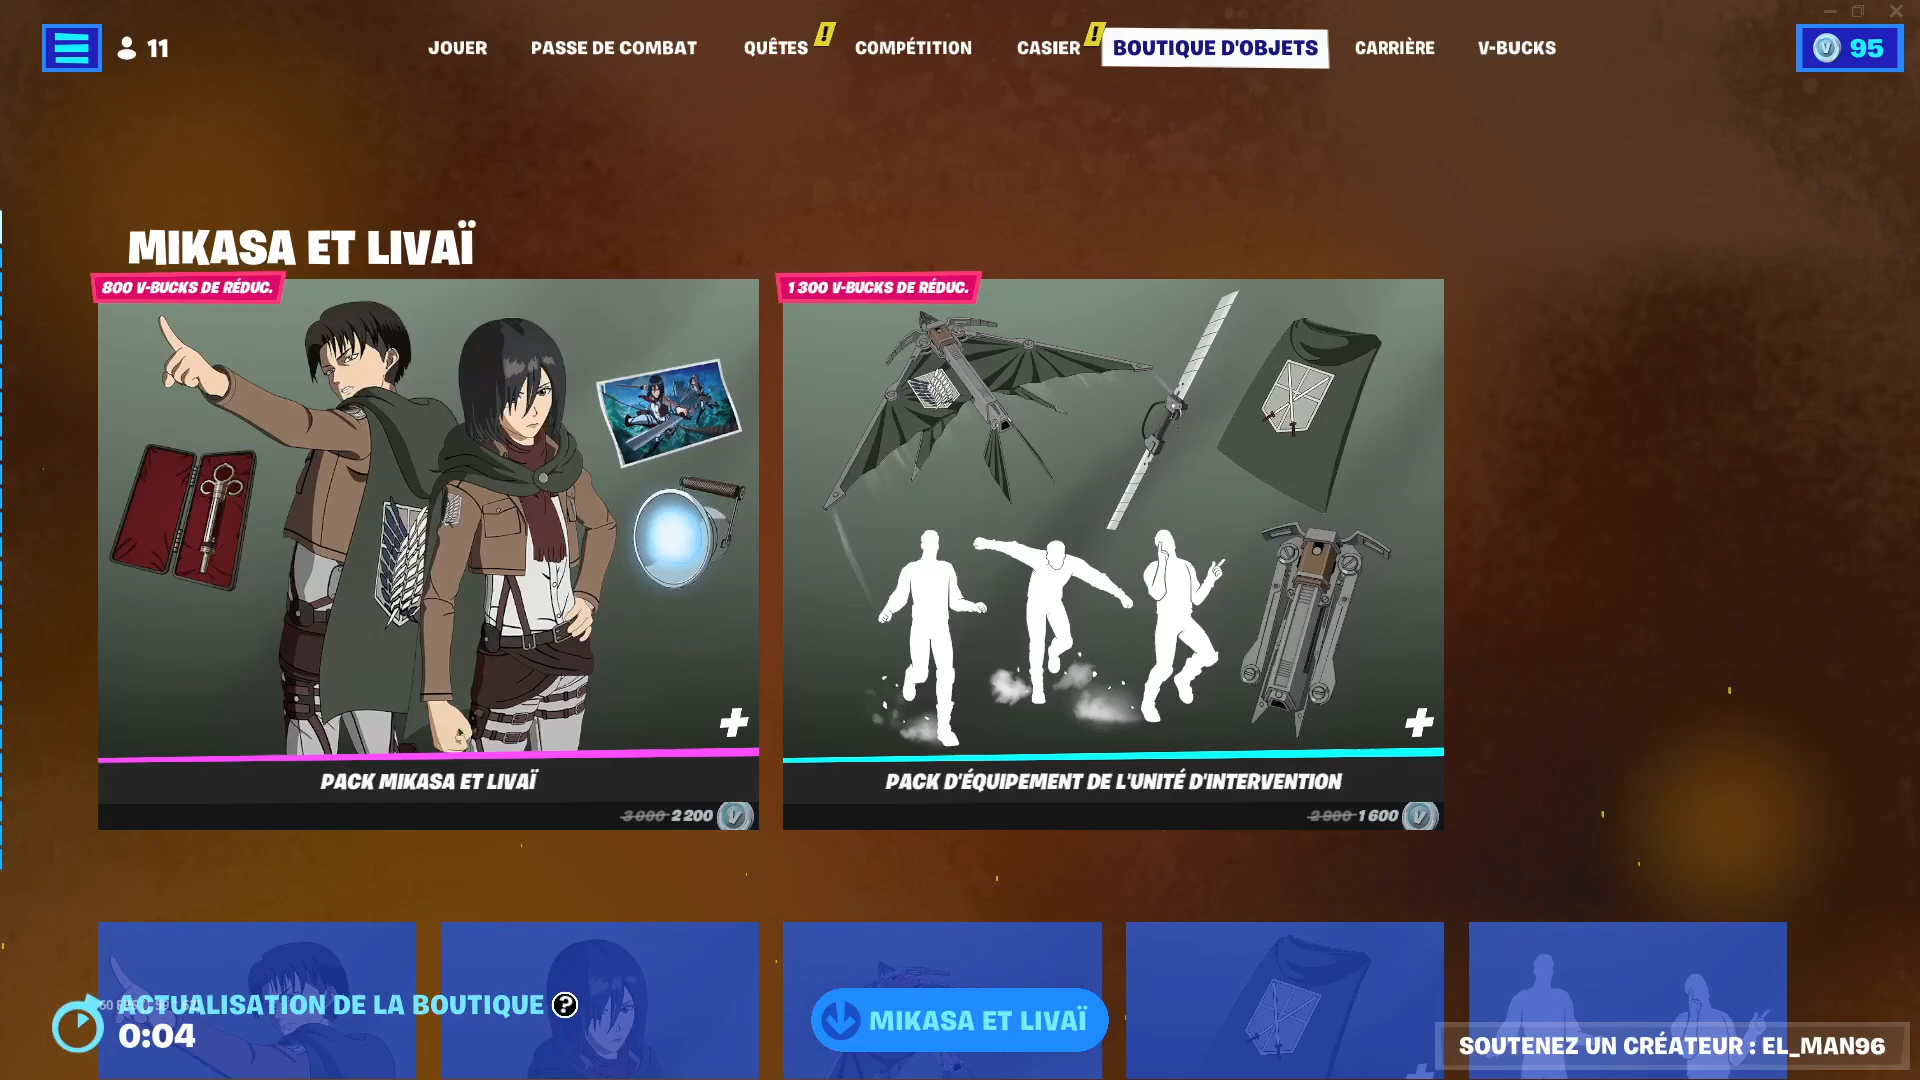 11
JOUER
PASSE DE COMBAT
QUÊTES
COMPÉTITION
CASIER
BOUTIQUE D'OBJETS
CARRIÈRE
V-BUCKS
95
MIKASA ET LIVAÏ
800 V-BUCKS DE RÉDUC.
PACK MIKASA ET LIVAÏ
3 000 2 200
1 300 V-BUCKS DE RÉDUC.
PACK D'ÉQUIPEMENT DE L'UNITÉ D'INTERVENTION
2 900 1 600
ACTUALISATION DE LA BOUTIQUE ?
0:04
MIKASA ET LIVAÏ
SOUTENEZ UN CRÉATEUR : EL_MAN96